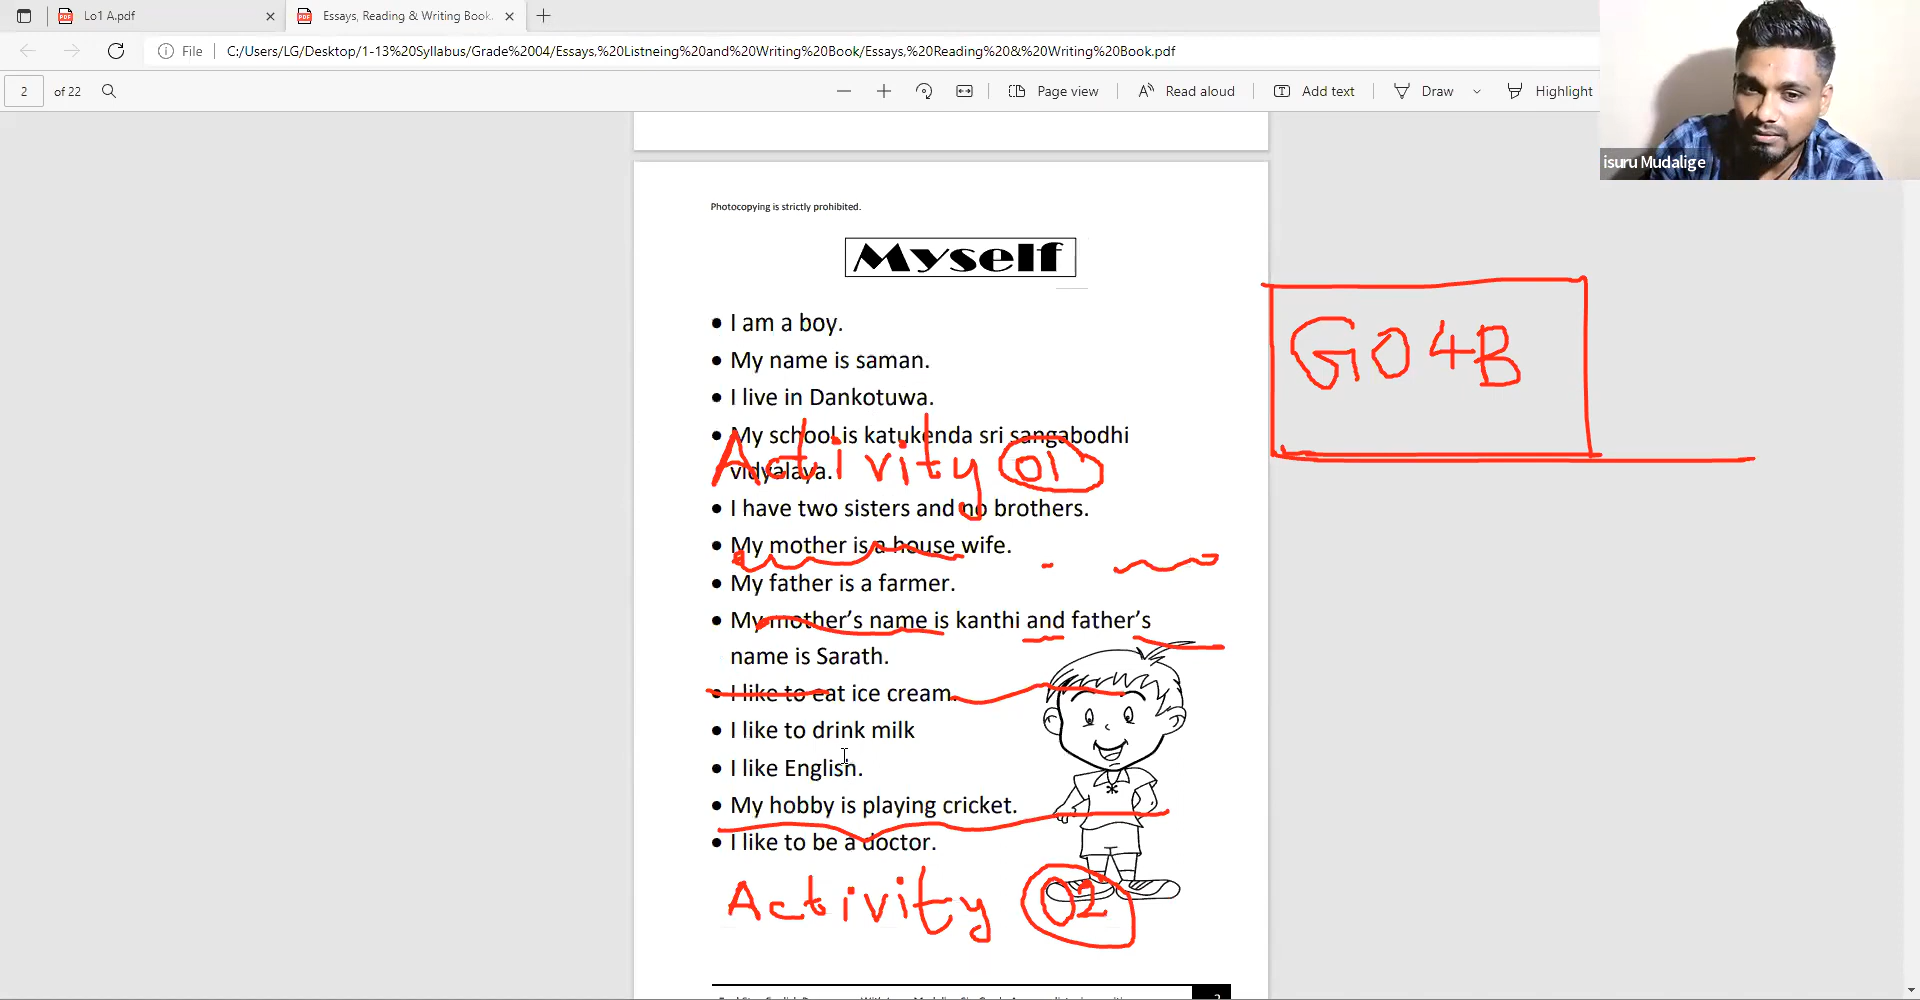 Lo1 A.pdf
Essays, Reading & Writing Book.
File C:/Users/LG/Desktop/1-13%20Syllabus/Grade%2004/Essays,%20Listneing%20and%20Writing%20Book/Essays,%20Reading%20&%20Writing%20Book.pdf
2 of 22 Page view Read aloud Add text Draw Highlight
isuru Mudalige
Photocopying is strictly prohibited.
Myself
• I am a boy.
• My name is saman.
• I live in Dankotuwa.
• My school is katukenda sri sangabodhi
vidyalaya.
Activity 01
• I have two sisters and no brothers.
• My mother is a house wife.
• My father is a farmer.
• My mother’s name is kanthi and father’s
name is Sarath.
• I like to eat ice cream.
• I like to drink milk
• I like English.
• My hobby is playing cricket.
• I like to be a doctor.
Activity 02
G04B